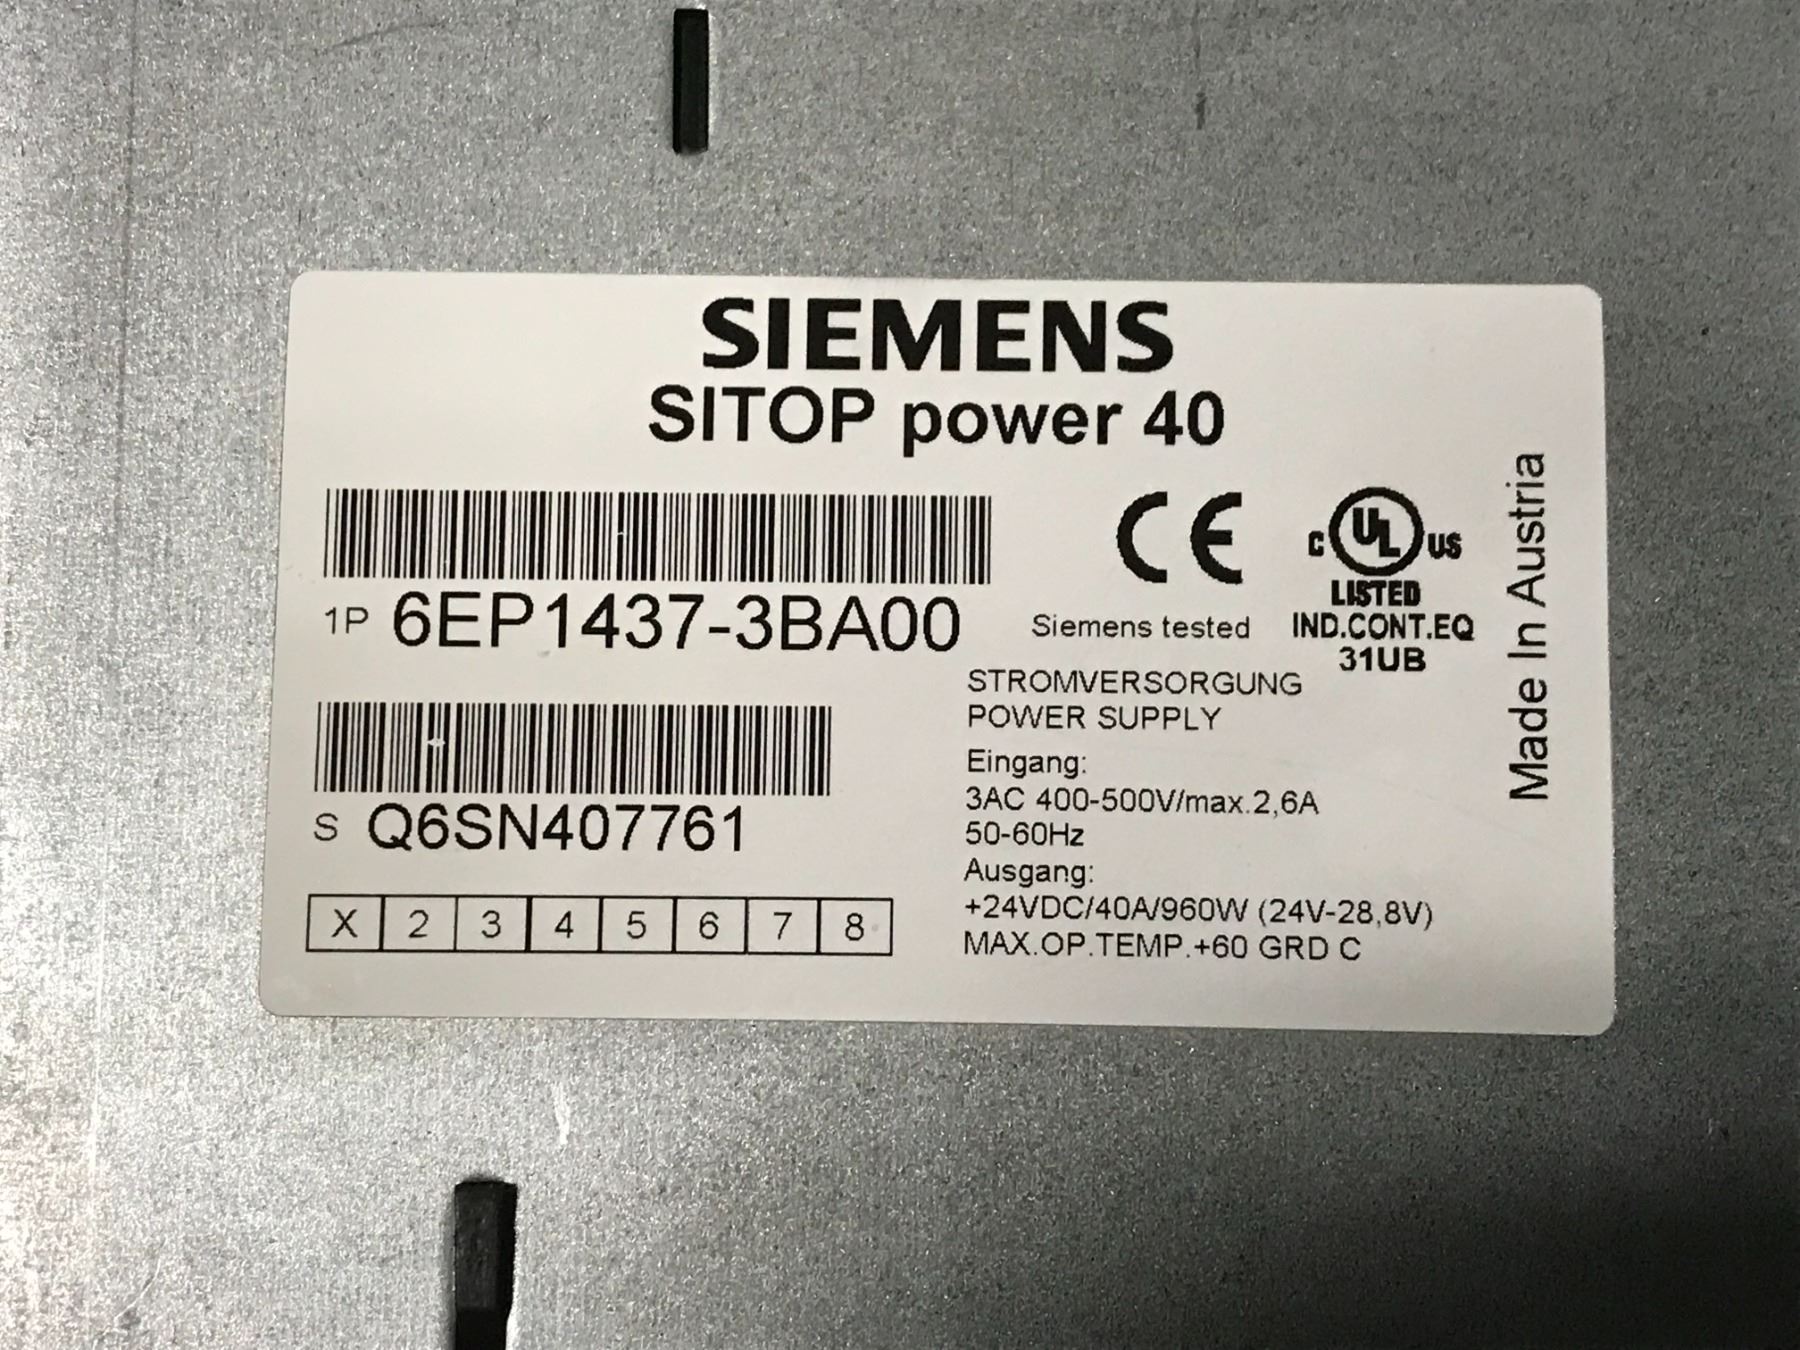 SIEMENS
SITOP power 40
1P 6EP1437-3BA00
S Q6SN407761
X 2 3 4 5 6 7 8
CE
Siemens tested
C UL US
LISTED
IND.CONT.EQ
31UB
STROMVERSORGUNG
POWER SUPPLY
Eingang:
3AC 400-500V/max.2,6A
50-60Hz
Ausgang:
+24VDC/40A/960W (24V-28,8V)
MAX.OP.TEMP.+60 GRD C
Made In Austria